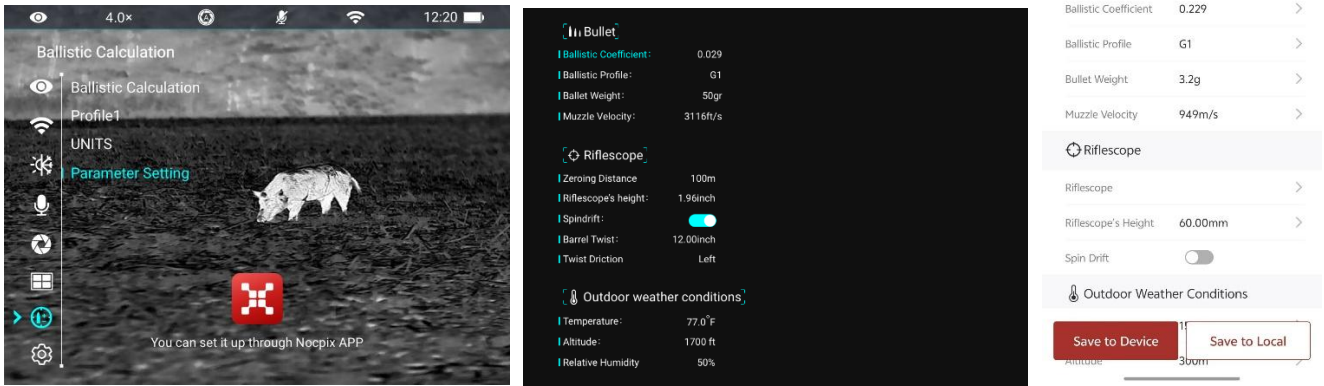 4.0×
A
12:20
Ballistic Calculation
Ballistic Calculation
Profile1
UNITS
Parameter Setting
You can set it up through Nocpix APP
Bullet
Ballistic Coefficient: 0.029
Ballistic Profile: G1
Ballet Weight: 50gr
Muzzle Velocity: 3116ft/s
Riflescope
Zeroing Distance 100m
Riflescope's height: 1.96inch
Spindrift:
Barrel Twist: 12.00inch
Twist Driction Left
Outdoor weather conditions
Temperature: 77.0°F
Altitude: 1700 ft
Relative Humidity 50%
Ballistic Coefficient 0.229
Ballistic Profile G1
Bullet Weight 3.2g
Muzzle Velocity 949m/s
Riflescope
Riflescope
Riflescope's Height 60.00mm
Spin Drift
Outdoor Weather Conditions
Save to Device Save to Local
Altitude 300m